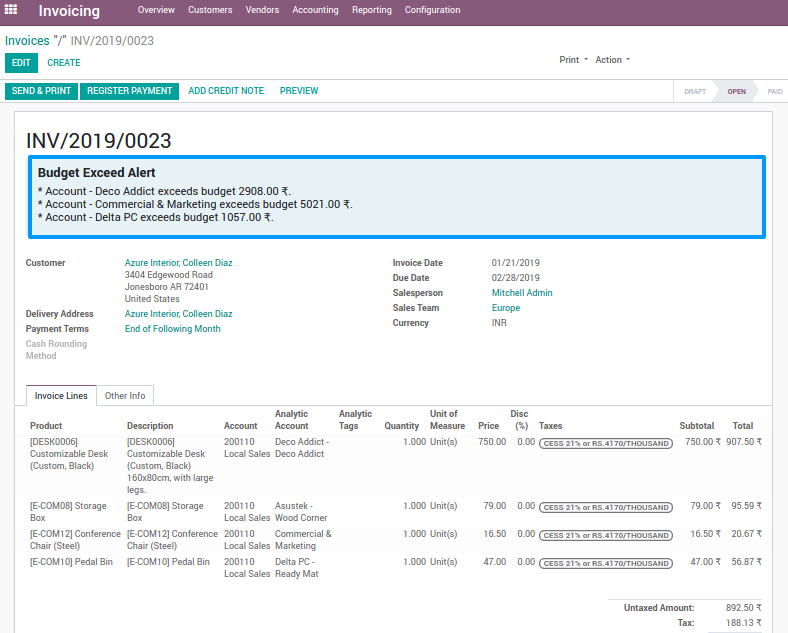 Invoicing Overview Customers Vendors Accounting Reporting Configuration
Invoices "/" INV/2019/0023
EDIT CREATE Print Action
SEND & PRINT REGISTER PAYMENT ADD CREDIT NOTE PREVIEW DRAFT OPEN PAID
INV/2019/0023
Budget Exceed Alert
* Account - Deco Addict exceeds budget 2908.00 ₹.
* Account - Commercial & Marketing exceeds budget 5021.00 ₹.
* Account - Delta PC exceeds budget 1057.00 ₹.
Customer Azure Interior, Colleen Diaz
3404 Edgewood Road
Jonesboro AR 72401
United States
Delivery Address Azure Interior, Colleen Diaz
Payment Terms End of Following Month
Cash Rounding
Method
Invoice Date 01/21/2019
Due Date 02/28/2019
Salesperson Mitchell Admin
Sales Team Europe
Currency INR
Invoice Lines Other Info
Product Description Account Analytic Account Analytic Tags Quantity Unit of Measure Price Disc (%) Taxes Subtotal Total
[DESK0006] [DESK0006] 200110 Deco Addict - 1.000 Unit(s) 750.00 0.00 CESS 21% or RS.4170/THOUSAND 750.00 ₹ 907.50 ₹
Customizable Desk Customizable Desk Local Sales Deco Addict
(Custom, Black) (Custom, Black)
160x80cm, with large
legs.
[E-COM08] Storage [E-COM08] Storage 200110 Asustek - 1.000 Unit(s) 79.00 0.00 CESS 21% or RS.4170/THOUSAND 79.00 ₹ 95.59 ₹
Box Box Local Sales Wood Corner
[E-COM12] Conference [E-COM12] Conference 200110 Commercial & 1.000 Unit(s) 16.50 0.00 CESS 21% or RS.4170/THOUSAND 16.50 ₹ 20.67 ₹
Chair (Steel) Chair (Steel) Local Sales Marketing
[E-COM10] Pedal Bin [E-COM10] Pedal Bin 200110 Delta PC - 1.000 Unit(s) 47.00 0.00 CESS 21% or RS.4170/THOUSAND 47.00 ₹ 56.87 ₹
Local Sales Ready Mat
Untaxed Amount: 892.50 ₹
Tax: 188.13 ₹